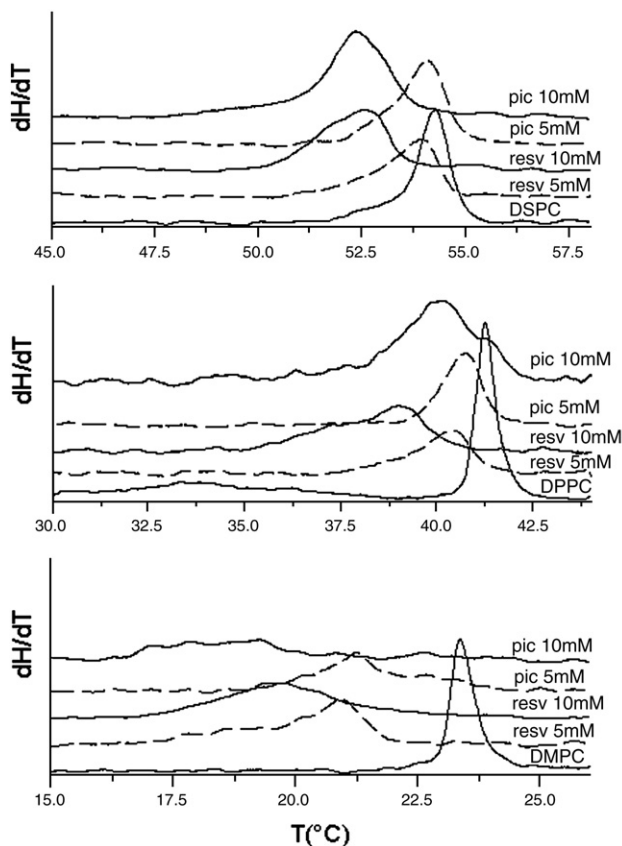 dH/dT
pic 10mM
pic 5mM
resv 10mM
resv 5mM
DSPC
45.0 47.5 50.0 52.5 55.0 57.5
dH/dT
pic 10mM
pic 5mM
resv 10mM
resv 5mM
DPPC
30.0 32.5 35.0 37.5 40.0 42.5
dH/dT
pic 10mM
pic 5mM
resv 10mM
resv 5mM
DMPC
15.0 17.5 20.0 22.5 25.0
T(°C)